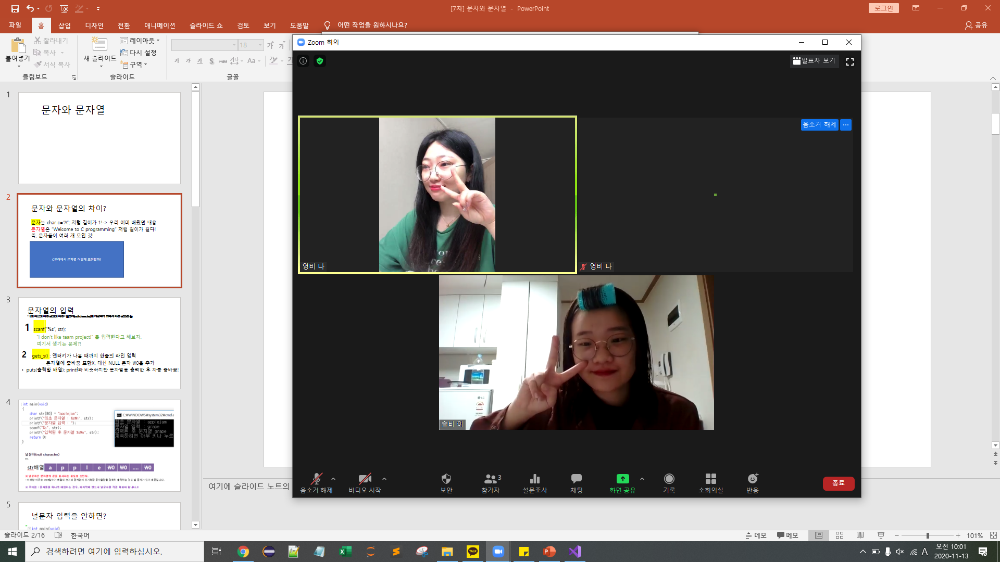 [7차] 문자와 문자열 - PowerPoint
로그인
파일 홈 삽입 디자인 전환 애니메이션 슬라이드 쇼 검토 보기 도움말 어떤 작업을 원하시나요?
공유
붙여넣기
잘라내기
복사
서식 복사
클립보드
새 슬라이드
레이아웃
다시 설정
구역
슬라이드
18
글꼴
Zoom 회의
발표자 보기
음소거 해제
영비 나
영비 나
슬비 이
음소거 해제
비디오 시작
보안
참가자 3
설문조사
채팅
화면 공유
기록
소회의실
반응
종료
1
문자와 문자열
2
문자와 문자열의 차이?
문자는 char c="A"; 처럼 길이가 1!-> 우리 이미 배웠던 내용
문자열은 "Welcome to C programming" 처럼 길이가 길다!
즉, 문자들이 여러 개 모인 것!
C언어에서 문자열 어떻게 표현할까?
3
문자열의 입력
1 scanf("%s", str);
"I don't like team project!" 를 입력한다고 해보자.
여기서 생기는 문제?!
2 gets_s() : 엔터키가 나올 때까지 한줄의 라인 입력
문자열에 줄바꿈 포함X, 대신 NULL 문자 ₩0을 추가
• puts(출력할 배열): printf와 비슷하지만 문자열을 출력한 후 자동 줄바꿈!
4
int main(void)
{
char str[80] = "applejam";
printf("최초 문자열 : %s₩n", str);
printf("문자열 입력 : ");
scanf("%s", str);
printf("입력된 후 문자열 %s₩n", str);
return 0;
}
C:₩WINDOWS₩system32₩cmd.e
최초 문자열 : applejam
문자열 입력 : grape
입력된 후 문자열 grape
계속하려면 아무 키나 누르
널문자(null character)
str배열 a p p l e ₩0 ₩0 .... ₩0
5
널문자 입력을 안하면?
int main(void)
여기에 슬라이드 노트의
슬라이드 2/16
한국어
메모
메모
101%
검색하려면 여기에 입력하십시오.
A
오전 10:01
2020-11-13